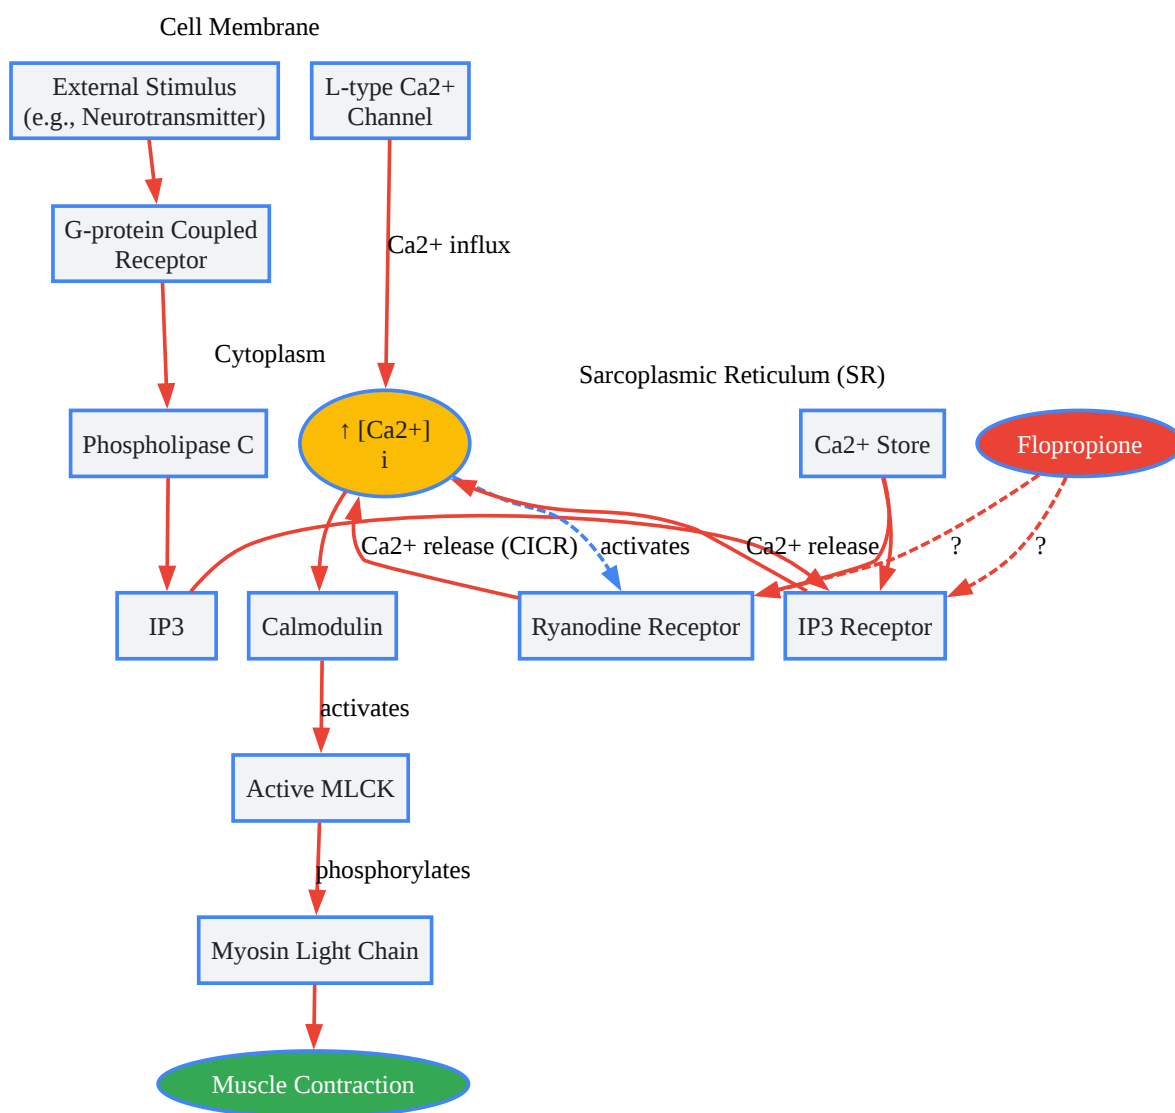 Cell Membrane
External Stimulus
(e.g., Neurotransmitter)
L-type Ca2+
Channel
G-protein Coupled
Receptor
Ca2+ influx
Cytoplasm
Sarcoplasmic Reticulum (SR)
Phospholipase C
↑ [Ca2+]
i
Ca2+ Store
Flopropione
Ca2+ release (CICR)
activates
Ca2+ release
?
?
IP3
Calmodulin
Ryanodine Receptor
IP3 Receptor
activates
Active MLCK
phosphorylates
Myosin Light Chain
Muscle Contraction